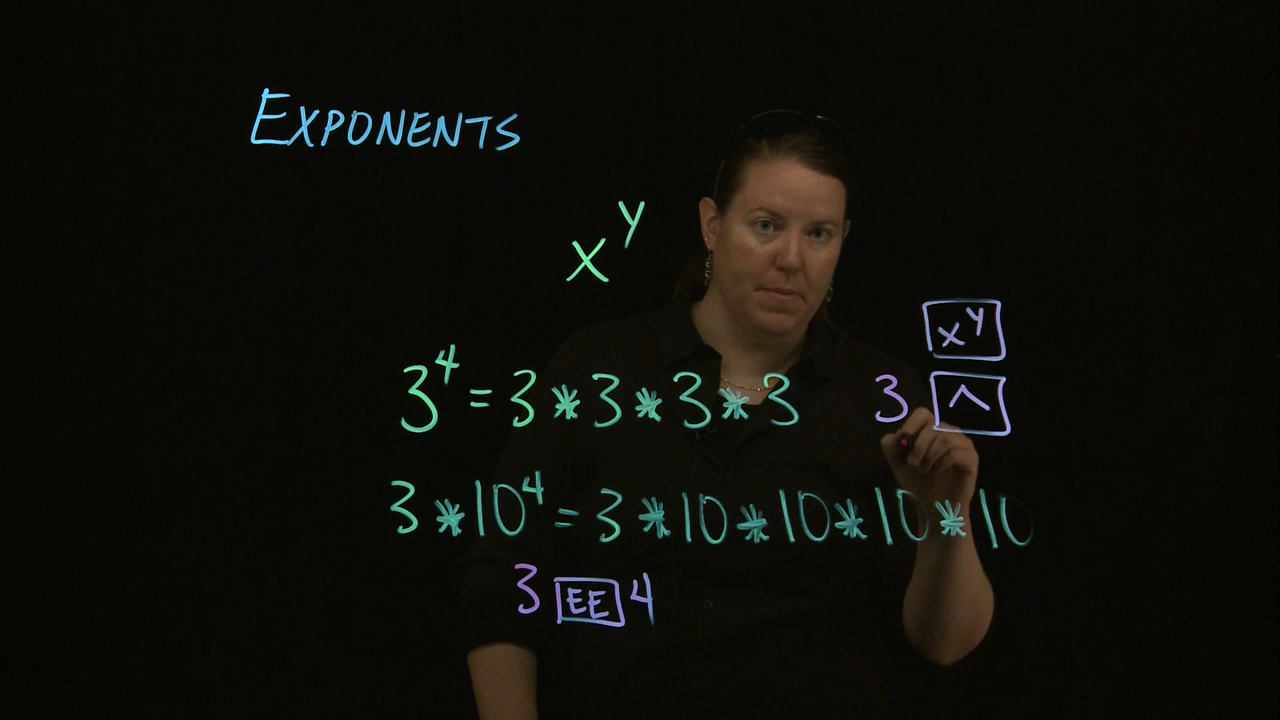 EXPONENTS
x^y
x^y
3^4 = 3 * 3 * 3 * 3 3 ^
3 * 10^4 = 3 * 10 * 10 * 10 * 10
3 EE 4